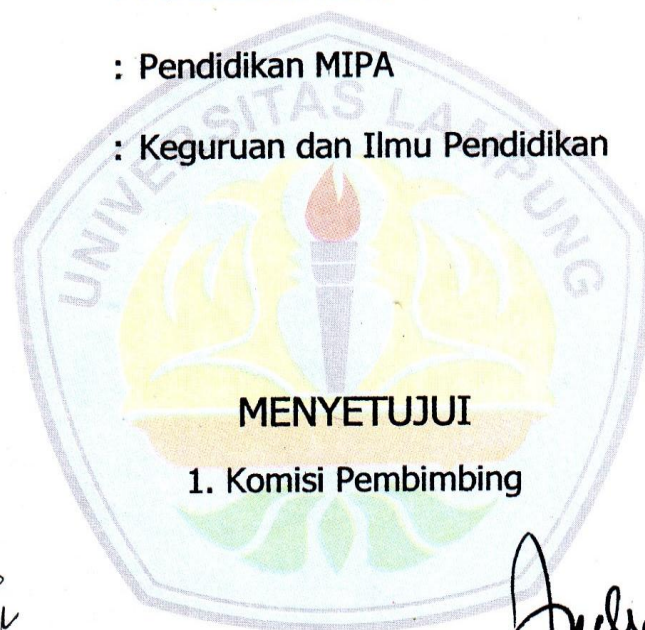 : Pendidikan MIPA
: Keguruan dan Ilmu Pendidikan
UNIVERSITAS LAMPUNG
MENYETUJUI
1. Komisi Pembimbing